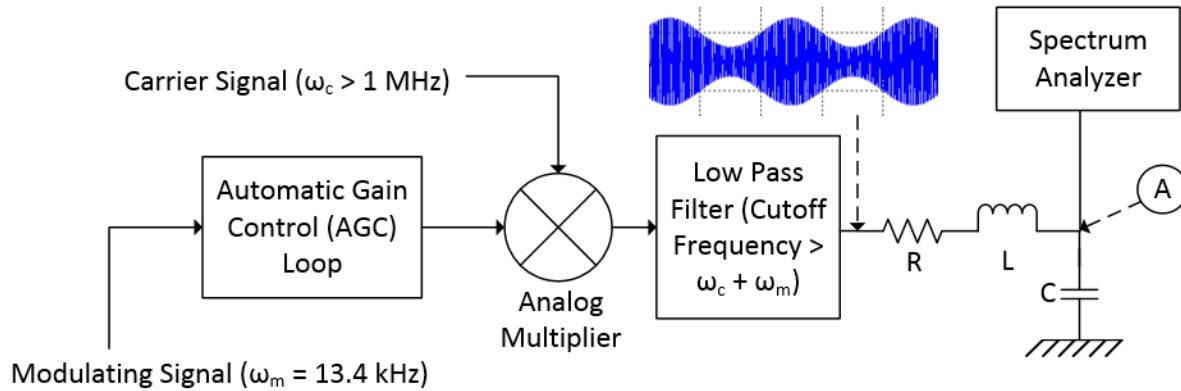 Carrier Signal (ωc > 1 MHz)
Spectrum
Analyzer
Automatic Gain
Control (AGC)
Loop
Low Pass
Filter (Cutoff
Frequency >
ωc + ωm)
A
R
L
C
Analog
Multiplier
Modulating Signal (ωm = 13.4 kHz)